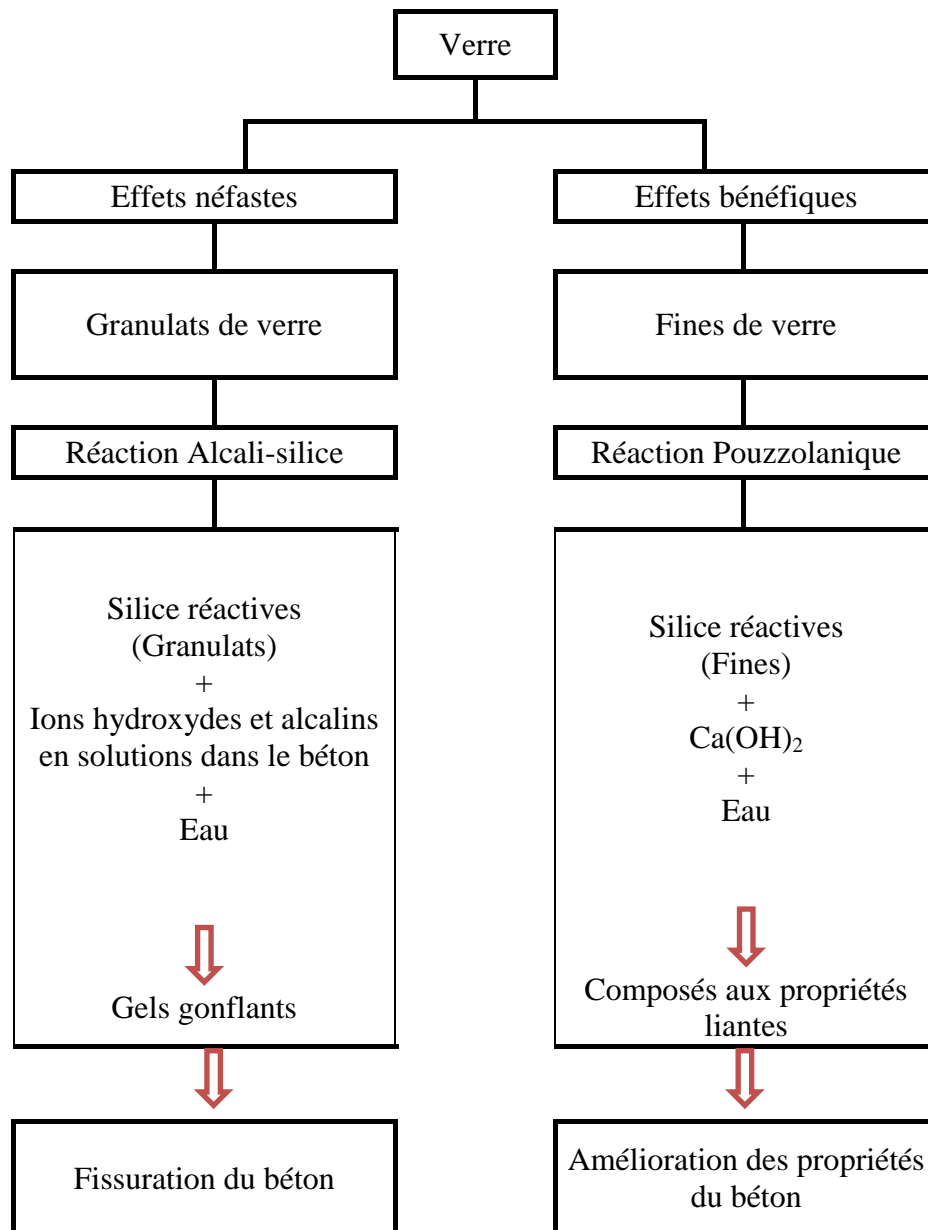 Verre
Effets néfastes
Effets bénéfiques
Granulats de verre
Fines de verre
Réaction Alcali-silice
Réaction Pouzzolanique
Silice réactives
(Granulats)
+
Ions hydroxydes et alcalins
en solutions dans le béton
+
Eau
Gels gonflants
Silice réactives
(Fines)
+
Ca(OH)₂
+
Eau
Composés aux propriétés
liantes
Fissuration du béton
Amélioration des propriétés
du béton